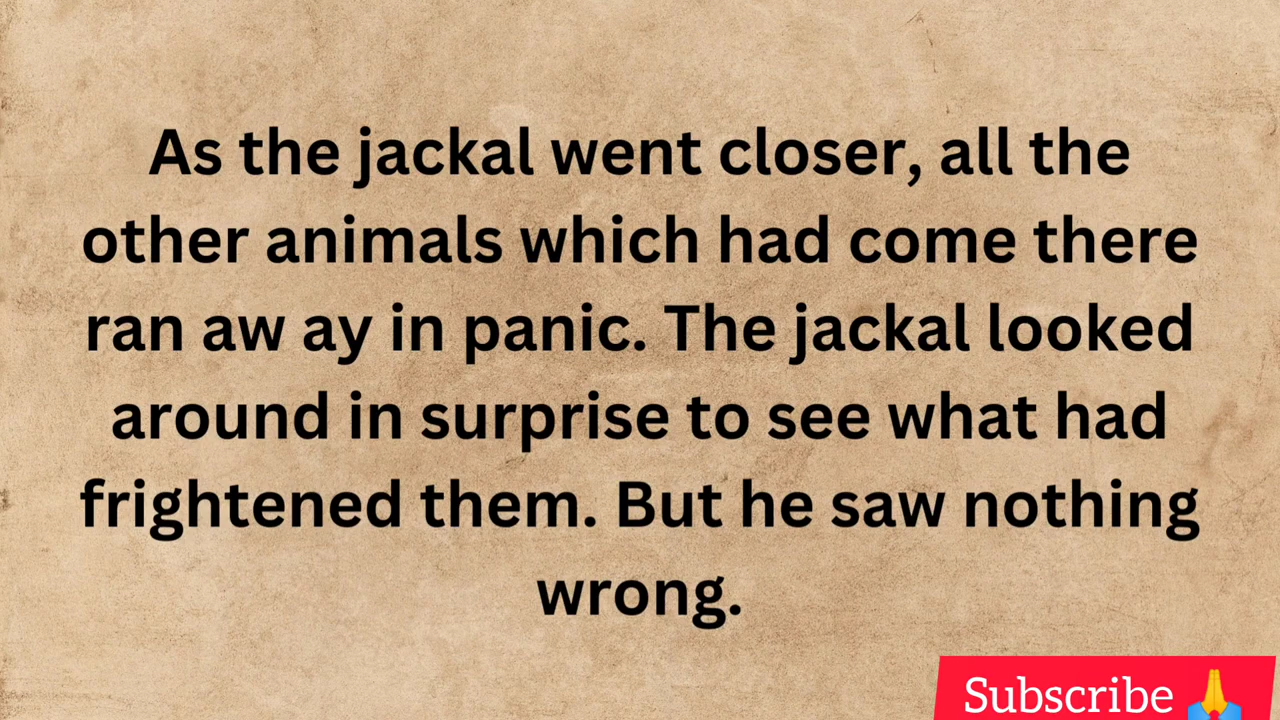 As the jackal went closer, all the
other animals which had come there
ran aw ay in panic. The jackal looked
around in surprise to see what had
frightened them. But he saw nothing
wrong.
Subscribe 🙏